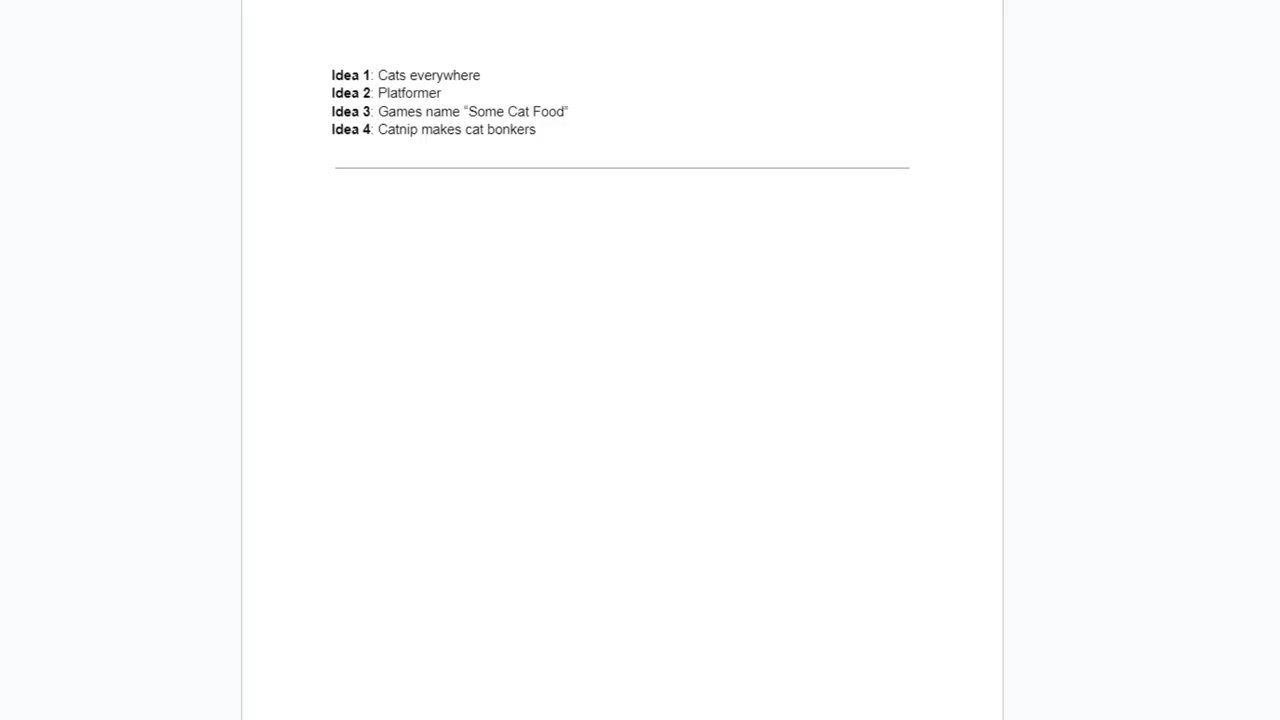 Idea 1: Cats everywhere
Idea 2: Platformer
Idea 3: Games name “Some Cat Food”
Idea 4: Catnip makes cat bonkers